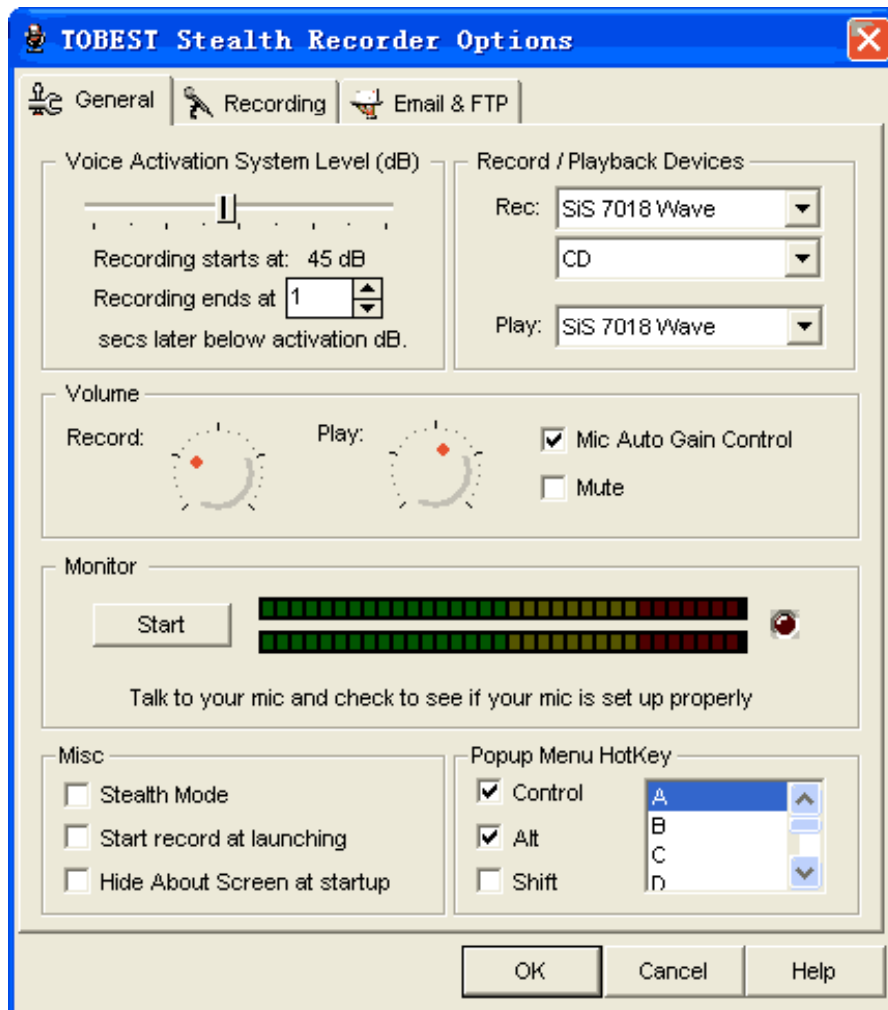 TOBEST Stealth Recorder Options
General
Recording
Email & FTP
Voice Activation System Level (dB)
Recording starts at: 45 dB
Recording ends at 1
secs later below activation dB.
Record / Playback Devices
Rec: SiS 7018 Wave
CD
Play: SiS 7018 Wave
Volume
Record:
Play:
Mic Auto Gain Control
Mute
Monitor
Start
Talk to your mic and check to see if your mic is set up properly
Misc
Stealth Mode
Start record at launching
Hide About Screen at startup
Popup Menu HotKey
Control
Alt
Shift
A
B
C
D
OK
Cancel
Help